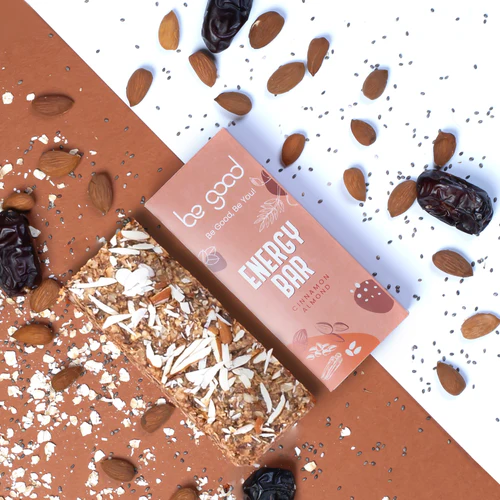 be good
Be Good, Be You!
ENERGY
BAR
CINNAMON
ALMOND